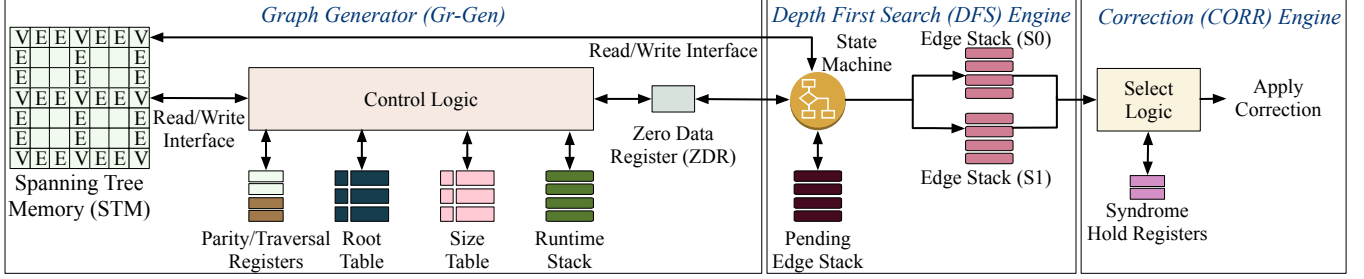 Graph Generator (Gr-Gen)
Depth First Search (DFS) Engine
Correction (CORR) Engine
V E E V E E V
E E E
E E E
V E E V E E V
E E E
E E E
V E E V E E V
Spanning Tree
Memory (STM)
Read/Write
Interface
Control Logic
Parity/Traversal
Registers
Root
Table
Size
Table
Runtime
Stack
Read/Write Interface
Zero Data
Register (ZDR)
State
Machine
Pending
Edge Stack
Edge Stack (S0)
Edge Stack (S1)
Select
Logic
Apply
Correction
Syndrome
Hold Registers